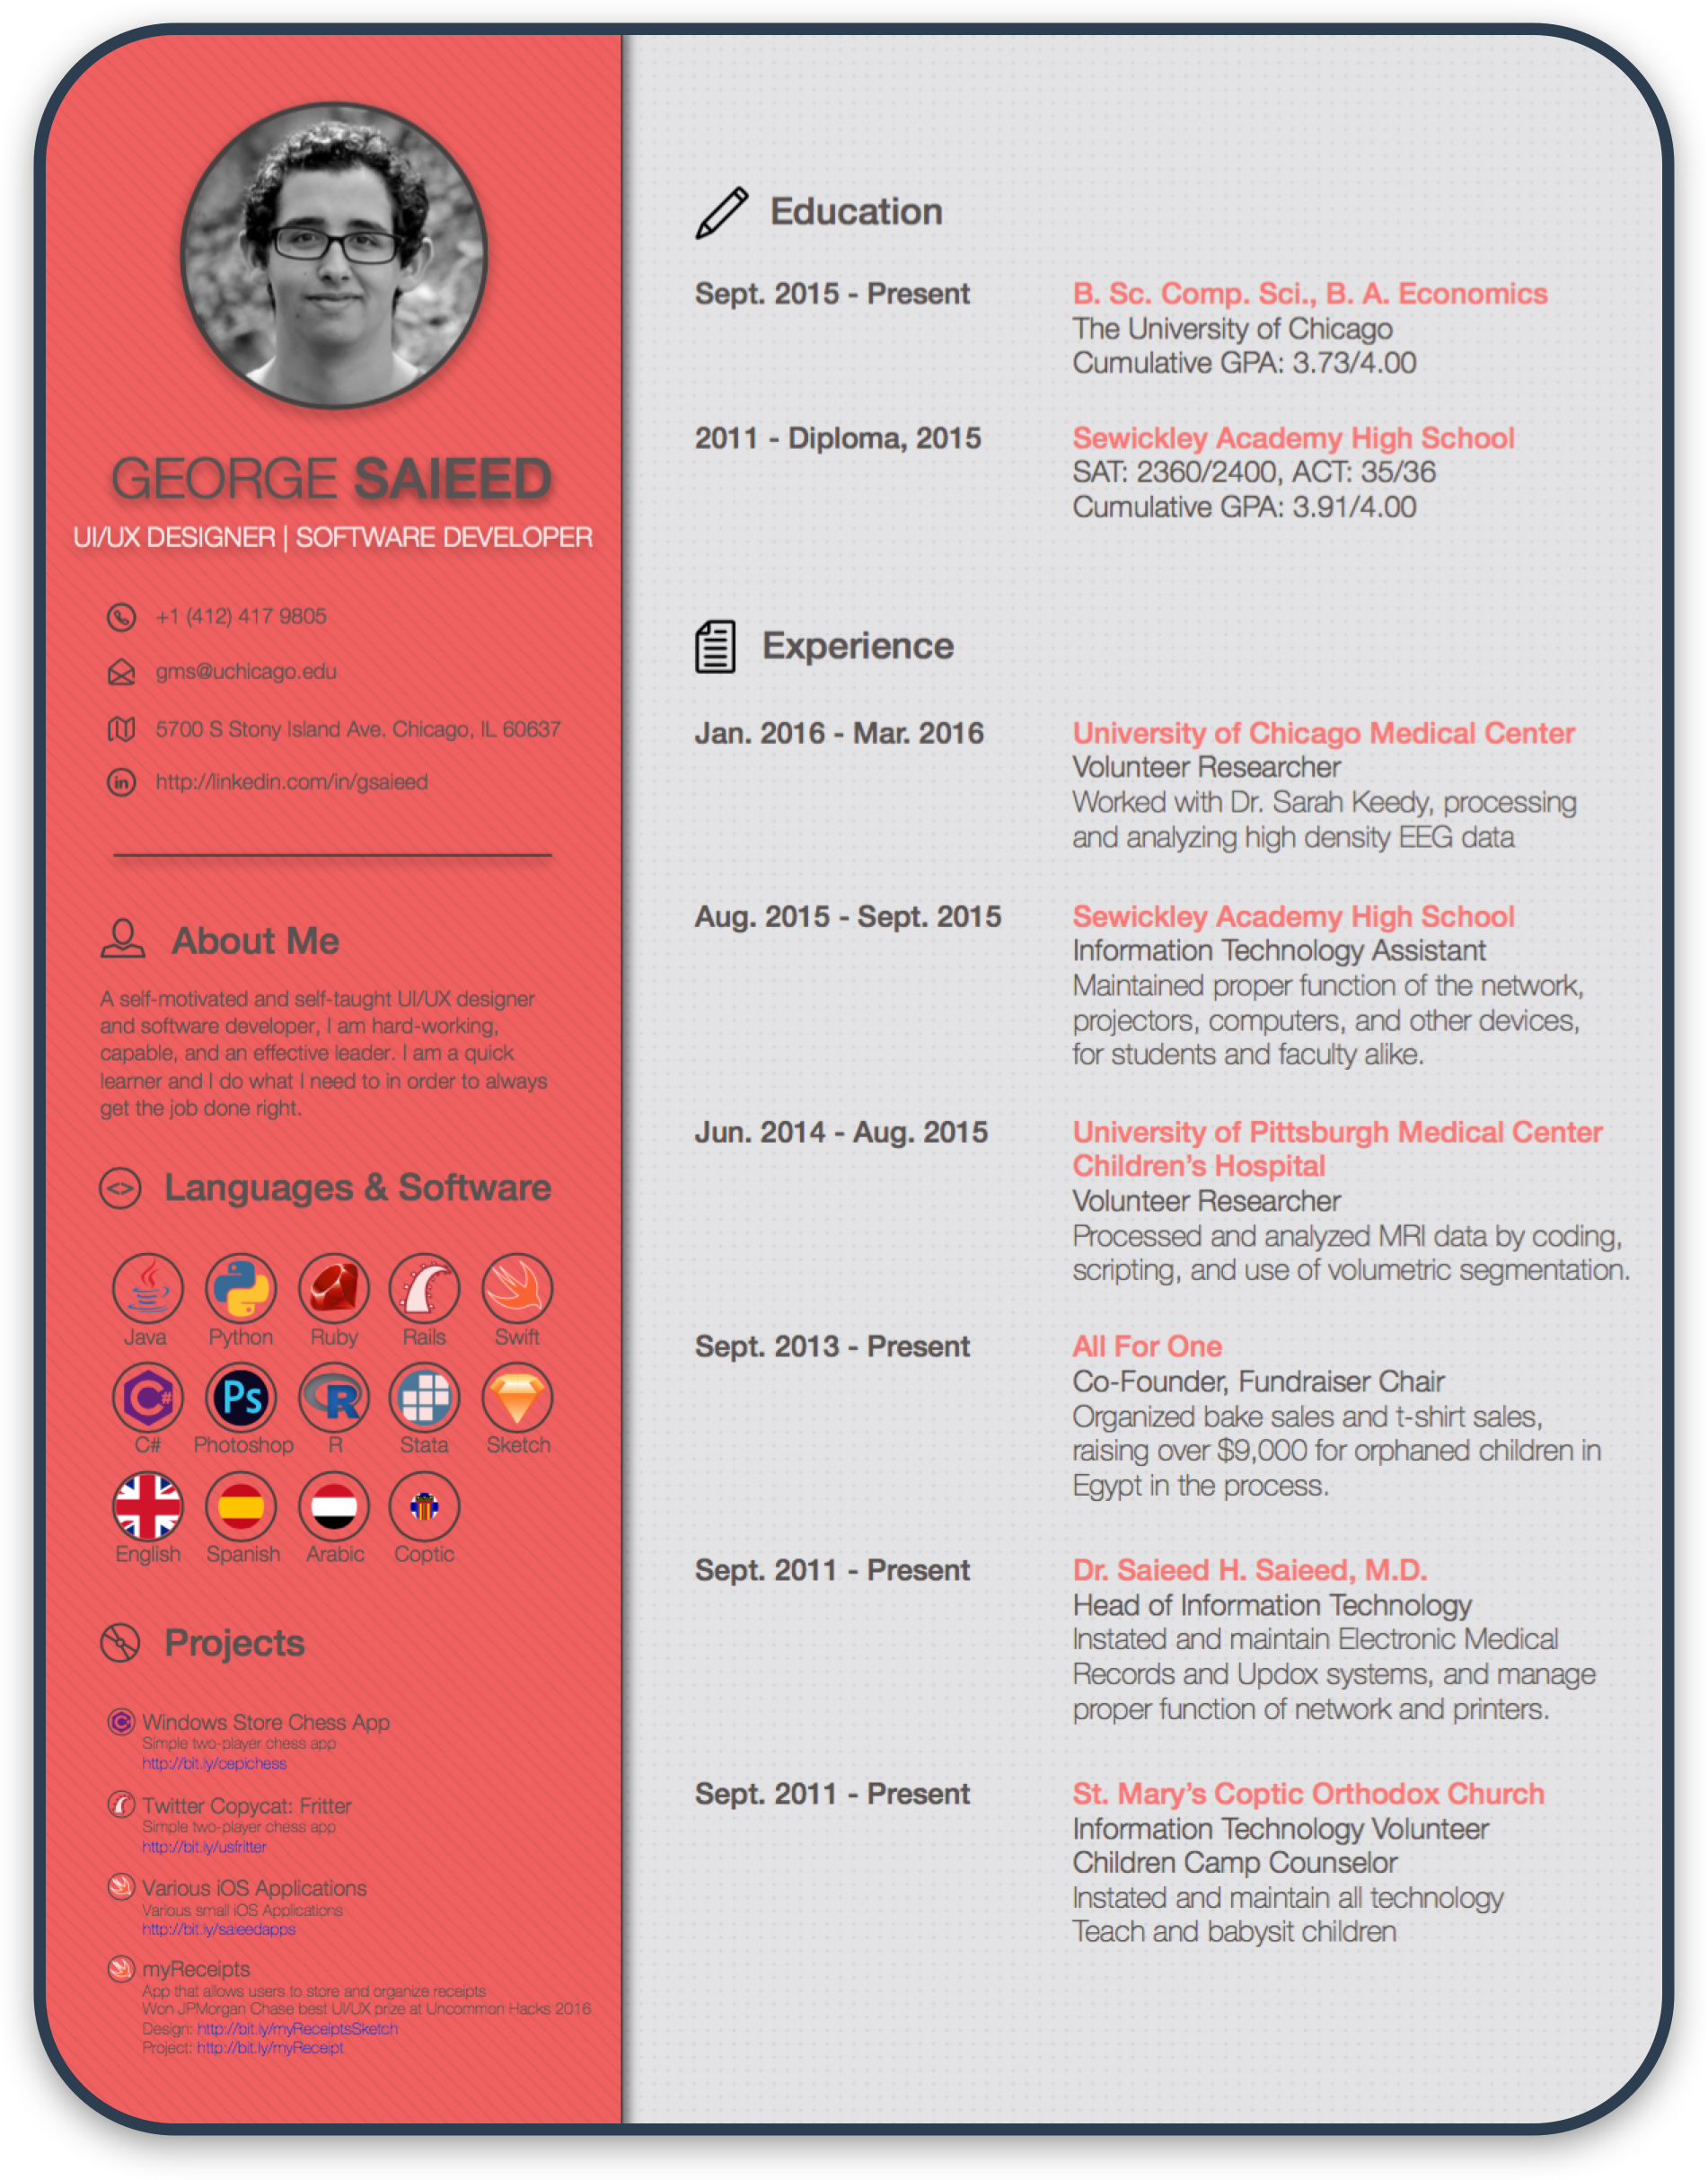 GEORGE SAIEED
UI/UX DESIGNER | SOFTWARE DEVELOPER
+1 (412) 417 9805
gms@uchicago.edu
5700 S Stony Island Ave. Chicago, IL 60637
in
http://linkedin.com/in/gsaieed
About Me
A self-motivated and self-taught UI/UX designer
and software developer, I am hard-working,
capable, and an effective leader. I am a quick
learner and I do what I need to in order to always
get the job done right.
<> Languages & Software
Java Python Ruby Rails Swift
C# Ps R
C# Photoshop R Stata Sketch
English Spanish Arabic Coptic
Projects
Windows Store Chess App
Simple two-player chess app
http://bit.ly/cepichess
Twitter Copycat: Fritter
Simple two-player chess app
http://bit.ly/usfritter
Various iOS Applications
Various small iOS Applications
http://bit.ly/saieedapps
myReceipts
App that allows users to store and organize receipts
Won JPMorgan Chase best UI/UX prize at Uncommon Hacks 2016
Design: http://bit.ly/myReceiptsSketch
Project: http://bit.ly/myReceipt
Education
Sept. 2015 - Present
B. Sc. Comp. Sci., B. A. Economics
The University of Chicago
Cumulative GPA: 3.73/4.00
2011 - Diploma, 2015
Sewickley Academy High School
SAT: 2360/2400, ACT: 35/36
Cumulative GPA: 3.91/4.00
Experience
Jan. 2016 - Mar. 2016
University of Chicago Medical Center
Volunteer Researcher
Worked with Dr. Sarah Keedy, processing
and analyzing high density EEG data
Aug. 2015 - Sept. 2015
Sewickley Academy High School
Information Technology Assistant
Maintained proper function of the network,
projectors, computers, and other devices,
for students and faculty alike.
Jun. 2014 - Aug. 2015
University of Pittsburgh Medical Center
Children's Hospital
Volunteer Researcher
Processed and analyzed MRI data by coding,
scripting, and use of volumetric segmentation.
Sept. 2013 - Present
All For One
Co-Founder, Fundraiser Chair
Organized bake sales and t-shirt sales,
raising over $9,000 for orphaned children in
Egypt in the process.
Sept. 2011 - Present
Dr. Saieed H. Saieed, M.D.
Head of Information Technology
Instated and maintain Electronic Medical
Records and Updox systems, and manage
proper function of network and printers.
Sept. 2011 - Present
St. Mary's Coptic Orthodox Church
Information Technology Volunteer
Children Camp Counselor
Instated and maintain all technology
Teach and babysit children